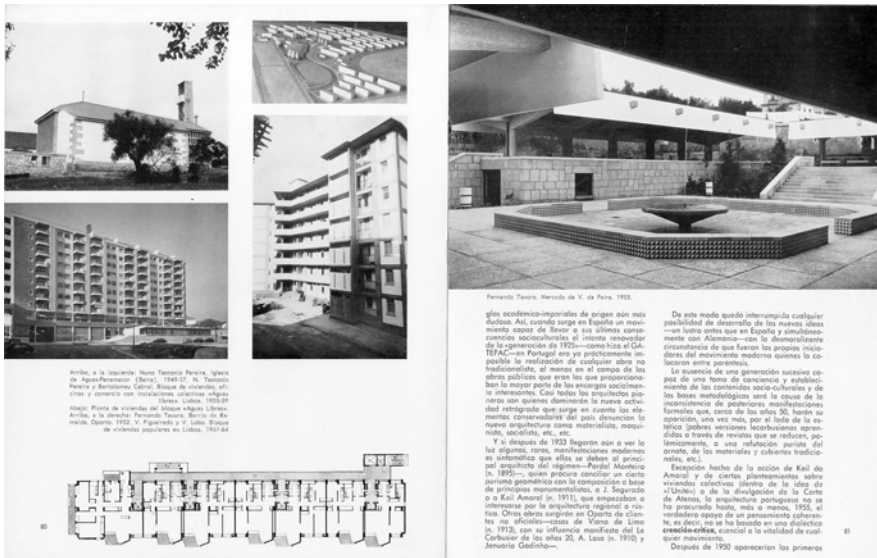 Arriba, a la izquierda: Nuno Teotonio Pereira. Iglesia
de Aguas-Penamacor (Beira). 1949-57. N. Teotonio
Pereira y Bartolomeu Cabral. Bloque de viviendas, ofi-
cinas y comercio con instalaciones colectivas «Aguas
libres». Lisboa. 1953-59
Abajo: Planta de viviendas del bloque «Aguas Libres».
Arriba, a la derecha: Fernando Tavora. Barrio de Ra-
malde. Oporto. 1952. V. Figueiredo y V. Lobo: Bloque
de viviendas populares en Lisboa. 1961-64
80
Fernando Tavora. Mercado de V. da Feira. 1955.
glos académico-imperiales de origen aún más
dudoso. Así, cuando surge en España un movi-
miento capaz de llevar a sus últimas conse-
cuencias socioculturales el intento renovador
de la «generación de 1925»—como hizo el GA-
TEPAC—en Portugal era ya prácticamente im-
posible la realización de cualquier obra no
tradicionalista, al menos en el campo de las
obras públicas que eran las que proporciona-
ban la mayor parte de los encargos socialmen-
te interesantes. Casi todos los arquitectos pio-
neros son quienes dominarán la nueva activi-
dad retrógrada que surge en cuanto los ele-
mentos conservadores del país denuncian la
nueva arquitectura como materialista, maqui-
nista, socialista, etc., etc.
Y si después de 1933 llegarán aún a ver la
luz algunas, raras, manifestaciones modernas
es sintomático que ellas se deban al princi-
pal arquitecto del régimen—Pardal Monteiro
(n. 1895)—, quien procura conciliar un cierto
purismo geométrico con la composición a base
de principios monumentalistas, o a J. Segurado
o a Keil Amaral (n. 1911), que empezaban a
interesarse por la arquitectura regional o rús-
tica. Otras obras surgirán en Oporto de clien-
tes no oficiales—casas de Viana de Lima
(n. 1913), con su influencia manifiesta del Le
Corbusier de los años 20, A. Losa (n. 1910) y
Januario Godinho—.
De este modo quedó interrumpida cualquier
posibilidad de desarrollo de las nuevas ideas
—un lustro antes que en España y simultánea-
mente con Alemania—con la desmoralizante
circunstancia de que fueran los propios inicia-
dores del movimiento moderno quienes lo co-
locaran entre paréntesis.
La ausencia de una generación sucesiva ca-
paz de una toma de conciencia y estableci-
miento de los contenidos socio-culturales y de
las bases metodológicas será la causa de la
inconsistencia de posteriores manifestaciones
formales que, cerca de los años 50, harán su
aparición, una vez más, por el lado de la es-
tética (pobres versiones lecorbusianas apren-
didas a través de revistas que se reducen, po-
lémicamente, a una refutación purista del
ornato, de los materiales y cubiertas tradicio-
nales, etc.).
Excepción hecha de la acción de Keil do
Amaral y de ciertos planteamientos sobre
viviendas colectivas (dentro de la idea de
«l'Unité») o de la divulgación de la Carta
de Atenas, la arquitectura portuguesa no se
ha procurado hasta, más o menos, 1955, el
verdadero apoyo de un pensamiento coheren-
te, es decir, no se ha basado en una dialéctica
creación-crítica, esencial a la vitalidad de cual-
quier movimiento.
Después de 1950 aparecerían los primeros
81